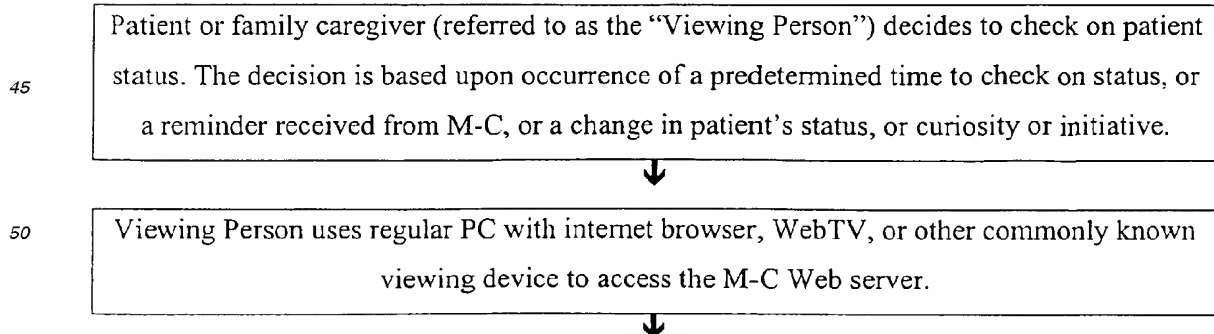 Patient or family caregiver (referred to as the “Viewing Person”) decides to check on patient
45 status. The decision is based upon occurrence of a predetermined time to check on status, or
a reminder received from M-C, or a change in patient’s status, or curiosity or initiative.
50 Viewing Person uses regular PC with internet browser, WebTV, or other commonly known
viewing device to access the M-C Web server.